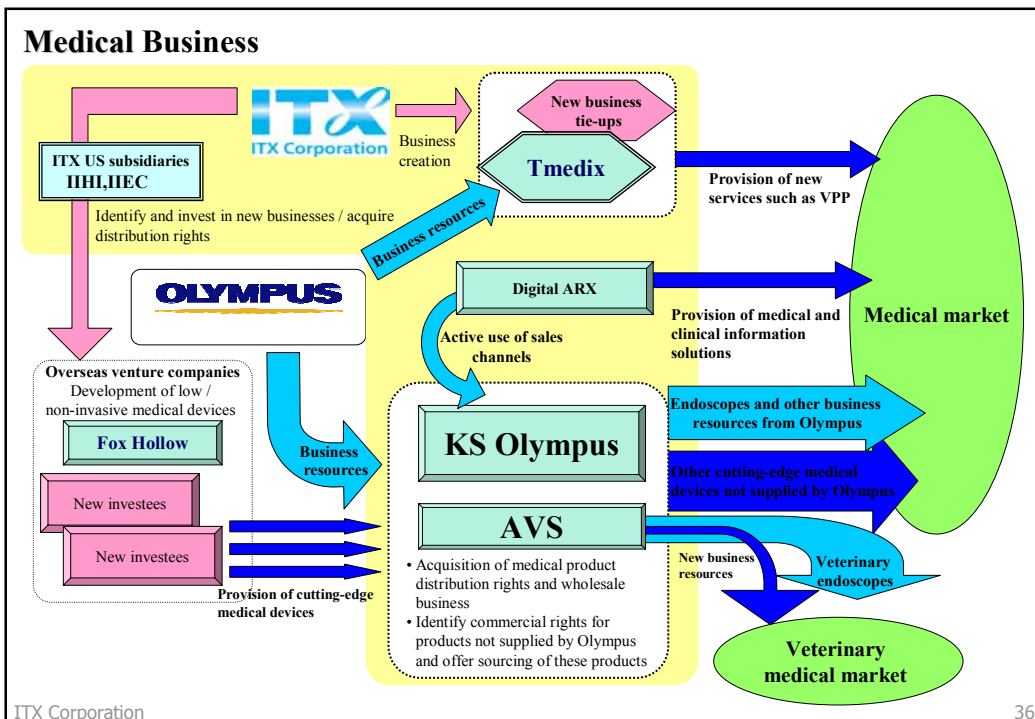 Medical Business
ITX
ITX Corporation
Business
creation
New business
tie-ups
Tmedix
ITX US subsidiaries
IIHI,IIEC
Identify and invest in new businesses / acquire
distribution rights
Business resources
Provision of new
services such as VPP
OLYMPUS
Digital ARX
Provision of medical and
clinical information
solutions
Medical market
Active use of sales
channels
Overseas venture companies
Development of low /
non-invasive medical devices
Fox Hollow
New investees
New investees
Business
resources
KS Olympus
Endoscopes and other business
resources from Olympus
Other cutting-edge medical
devices not supplied by Olympus
AVS
Provision of cutting-edge
medical devices
• Acquisition of medical product
distribution rights and wholesale
business
• Identify commercial rights for
products not supplied by Olympus
and offer sourcing of these products
New business
resources
Veterinary
endoscopes
Veterinary
medical market
ITX Corporation
36